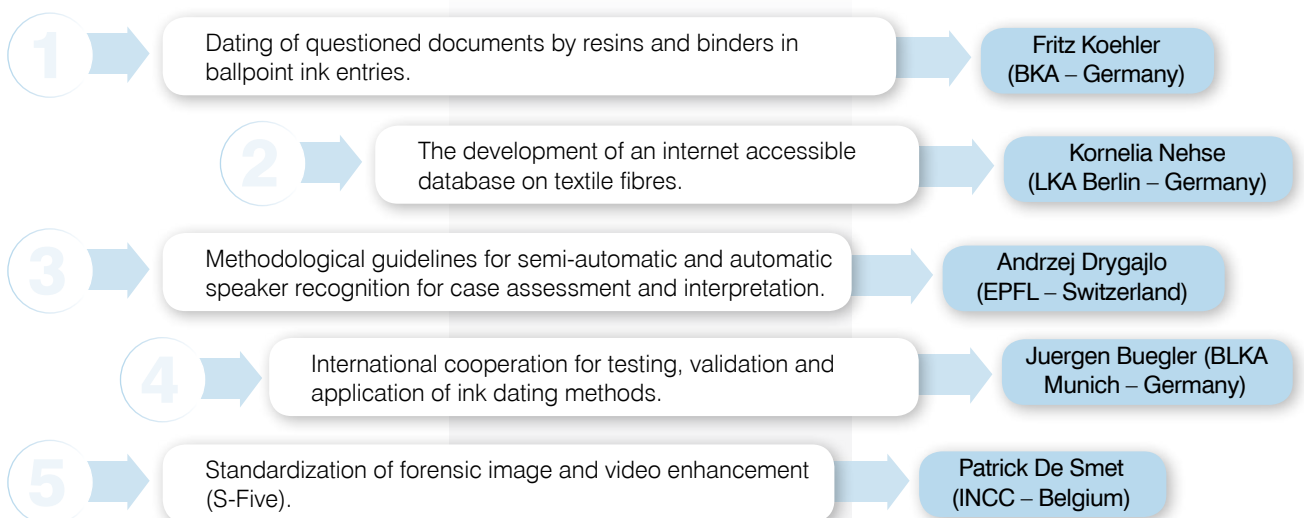 1
Dating of questioned documents by resins and binders in
ballpoint ink entries.
Fritz Koehler
(BKA – Germany)
2
The development of an internet accessible
database on textile fibres.
Kornelia Nehse
(LKA Berlin – Germany)
3
Methodological guidelines for semi-automatic and automatic
speaker recognition for case assessment and interpretation.
Andrzej Drygajlo
(EPFL – Switzerland)
4
International cooperation for testing, validation and
application of ink dating methods.
Juergen Buegler (BLKA
Munich – Germany)
5
Standardization of forensic image and video enhancement
(S-Five).
Patrick De Smet
(INCC – Belgium)